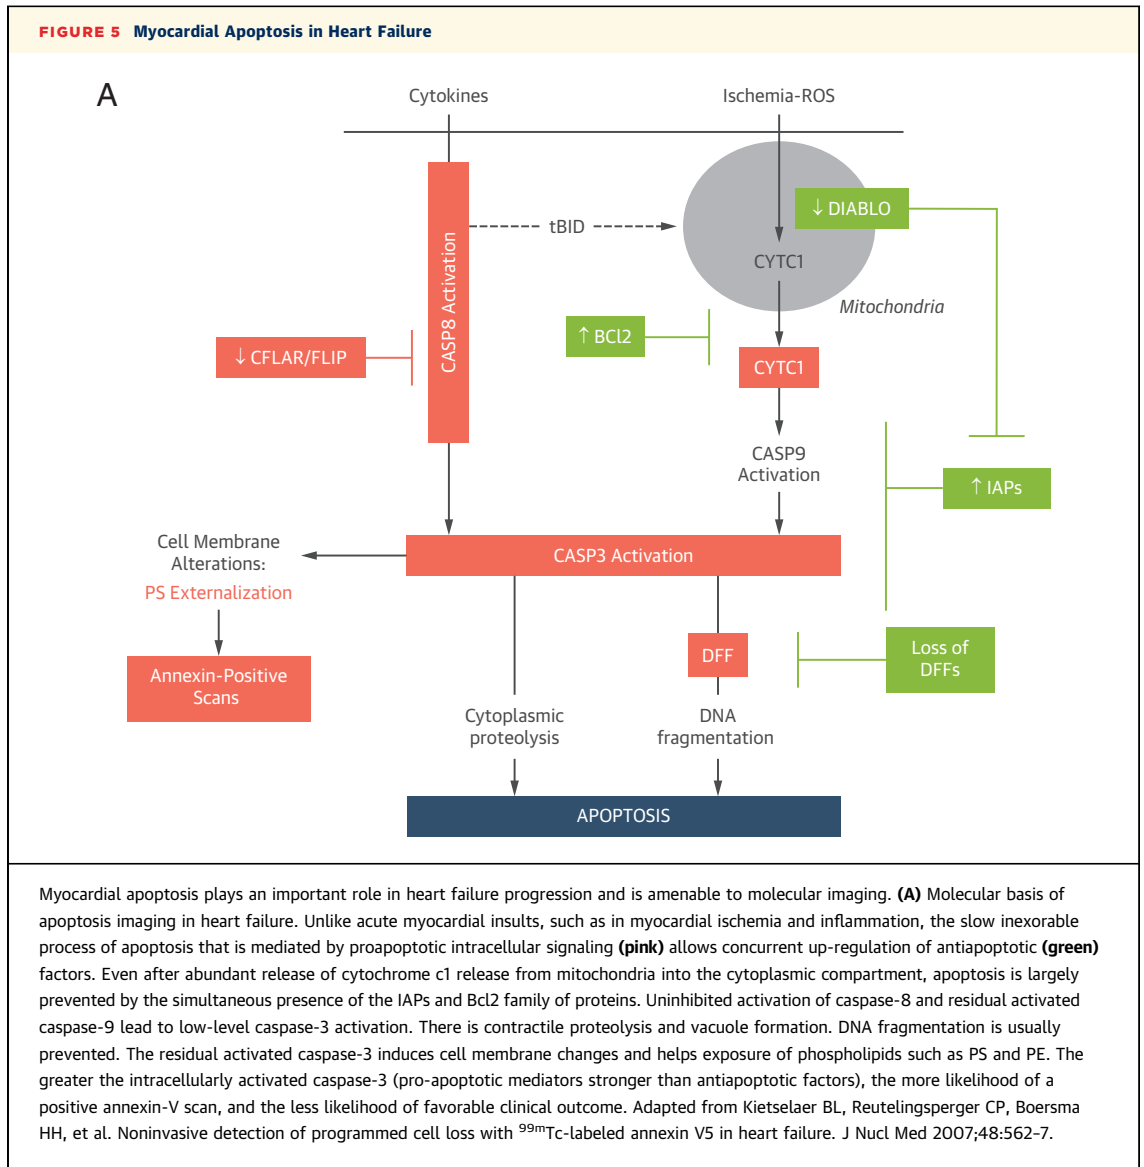 FIGURE 5 Myocardial Apoptosis in Heart Failure
A
Cytokines
Ischemia-ROS
↓ DIABLO
tBID
CYTC1
CASP8 Activation
Mitochondria
↑ BCl2
↓ CFLAR/FLIP
CYTC1
CASP9
Activation
↑ IAPs
Cell Membrane
Alterations:
PS Externalization
CASP3 Activation
Annexin-Positive
Scans
DFF
Loss of
DFFs
Cytoplasmic
proteolysis
DNA
fragmentation
APOPTOSIS
Myocardial apoptosis plays an important role in heart failure progression and is amenable to molecular imaging. (A) Molecular basis of
apoptosis imaging in heart failure. Unlike acute myocardial insults, such as in myocardial ischemia and inflammation, the slow inexorable
process of apoptosis that is mediated by proapoptotic intracellular signaling (pink) allows concurrent up-regulation of antiapoptotic (green)
factors. Even after abundant release of cytochrome c1 release from mitochondria into the cytoplasmic compartment, apoptosis is largely
prevented by the simultaneous presence of the IAPs and Bcl2 family of proteins. Uninhibited activation of caspase-8 and residual activated
caspase-9 lead to low-level caspase-3 activation. There is contractile proteolysis and vacuole formation. DNA fragmentation is usually
prevented. The residual activated caspase-3 induces cell membrane changes and helps exposure of phospholipids such as PS and PE. The
greater the intracellularly activated caspase-3 (pro-apoptotic mediators stronger than antiapoptotic factors), the more likelihood of a
positive annexin-V scan, and the less likelihood of favorable clinical outcome. Adapted from Kietselaer BL, Reutelingsperger CP, Boersma
HH, et al. Noninvasive detection of programmed cell loss with ⁹⁹ᵐTc-labeled annexin V5 in heart failure. J Nucl Med 2007;48:562–7.